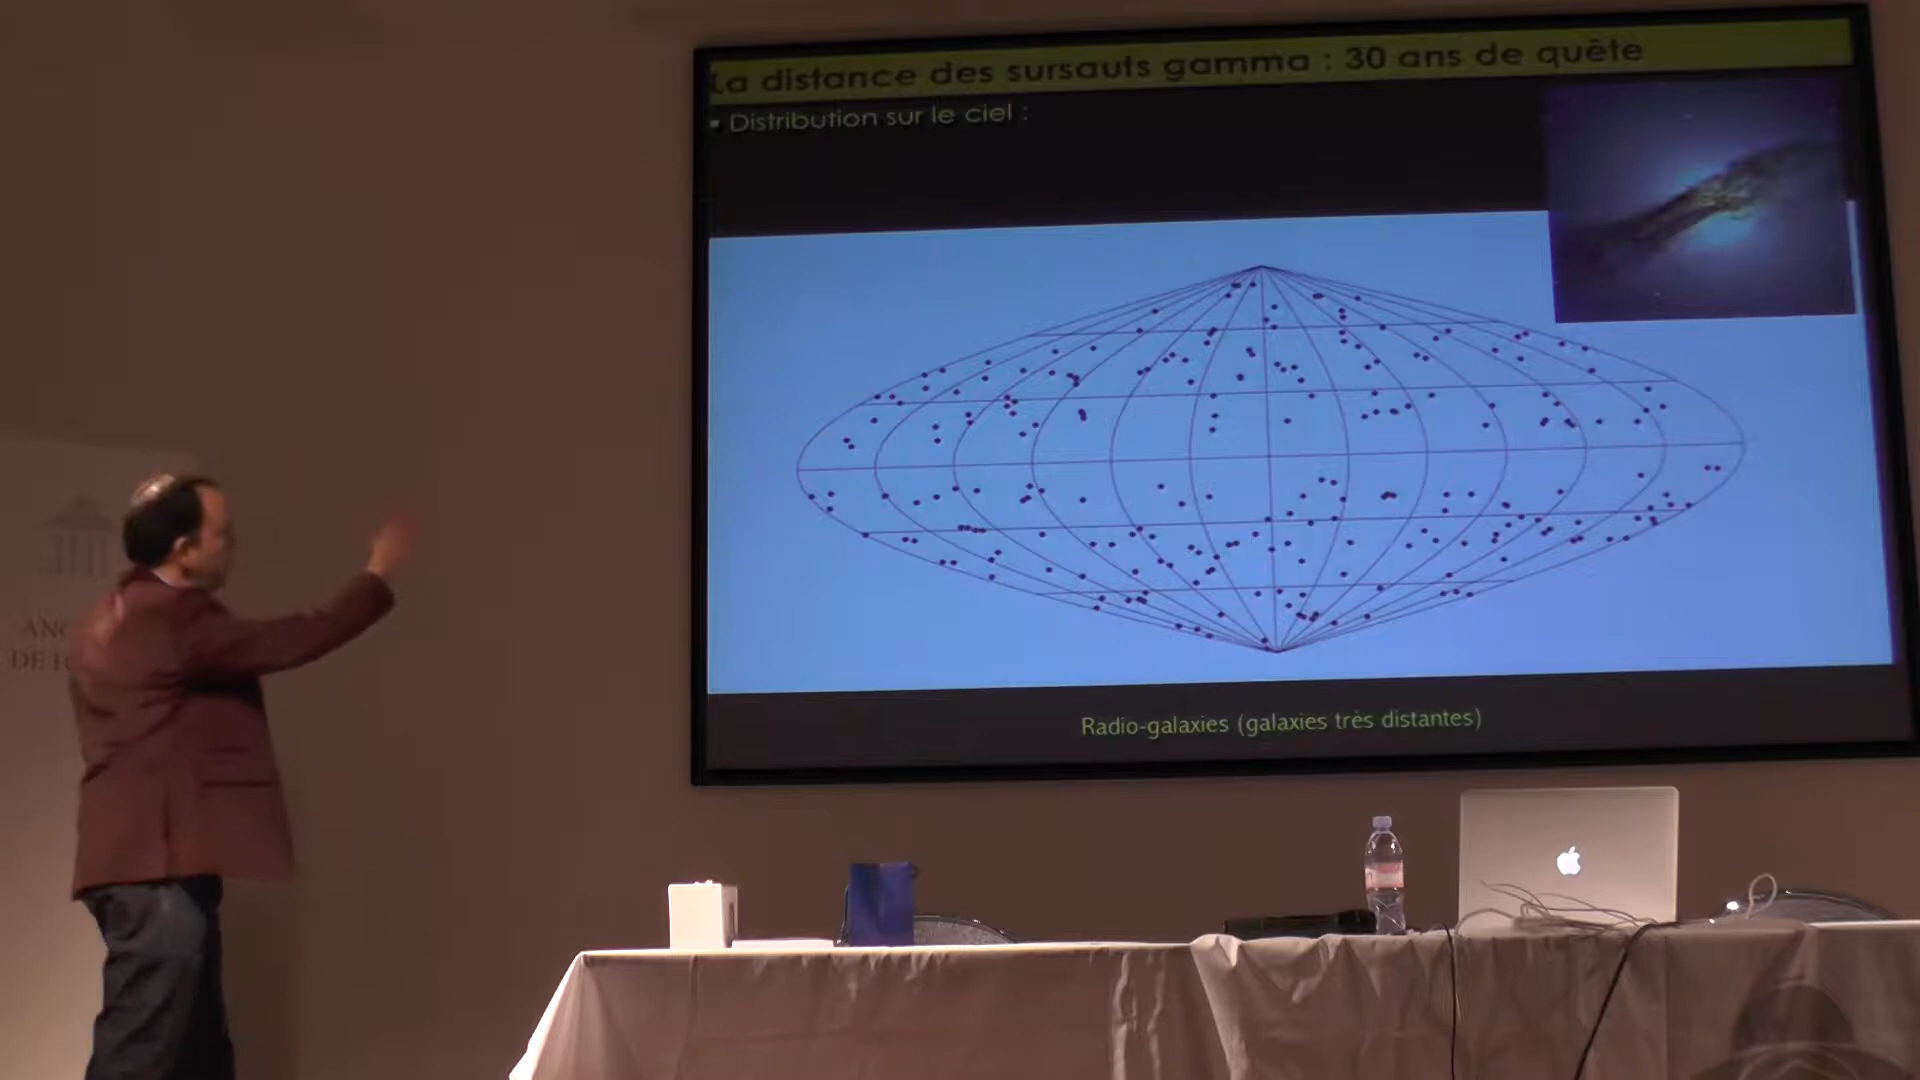 La distance des sursauts gamma : 30 ans de quête
▪ Distribution sur le ciel :
Radio-galaxies (galaxies très distantes)